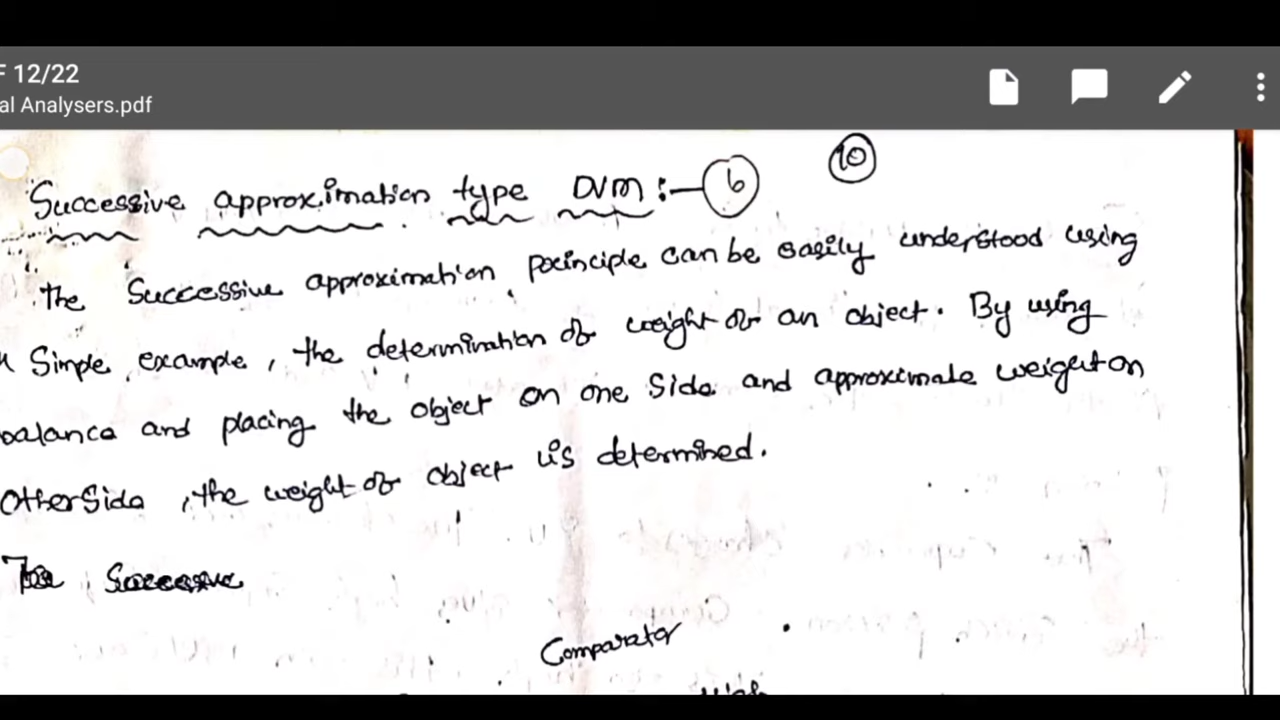 F 12/22
al Analysers.pdf
10
Successive approximation type DVM :- 6
The Successive approximation principle can be easily understood using
Simple example, the determination of weight of an object. By using
balance and placing the object on one Side and approximate weight on
OtherSide, the weight of object is determined.
The Successive
Comparator
High